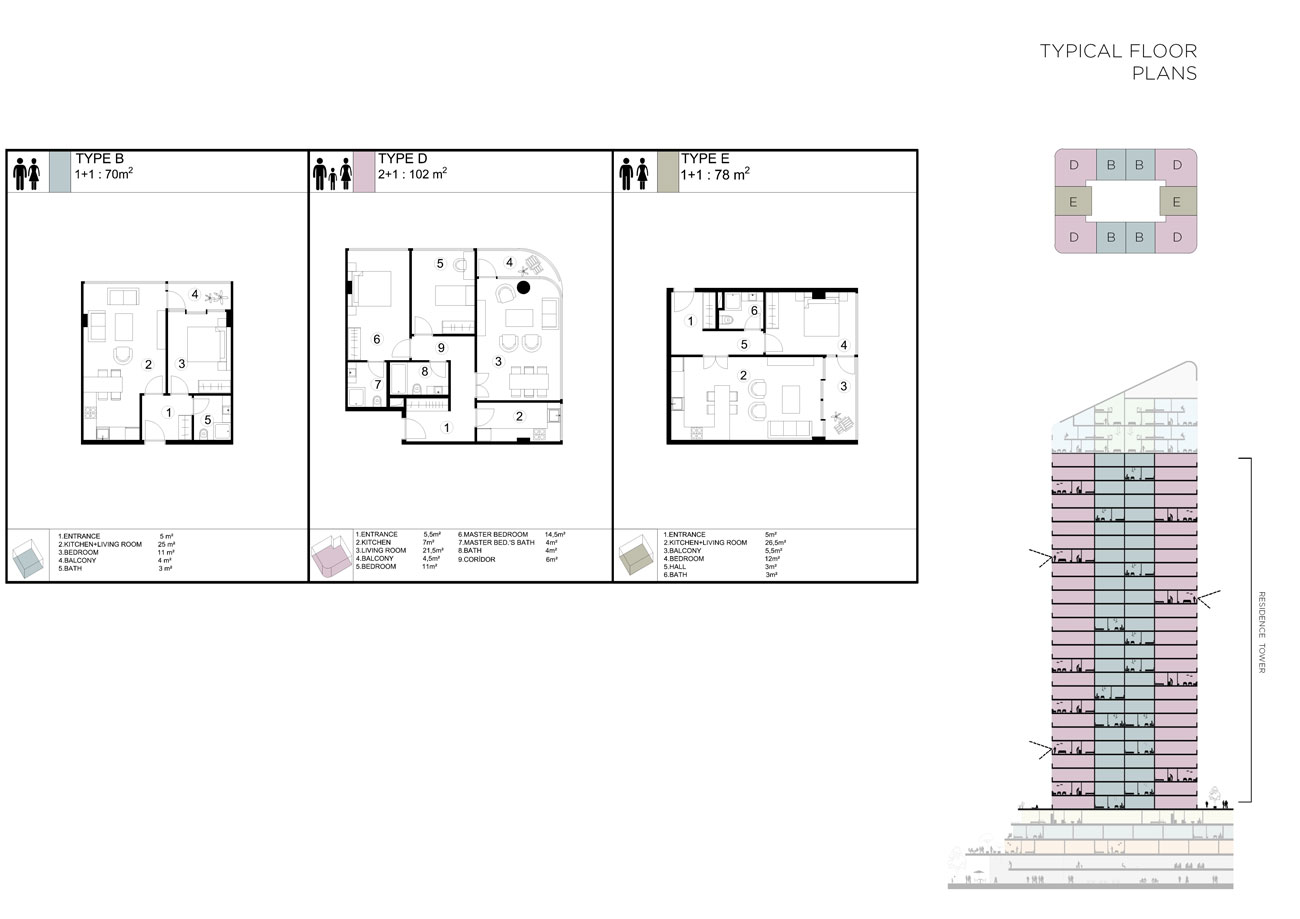 TYPICAL FLOOR
PLANS
TYPE B
1+1 : 70m²
TYPE D
2+1 : 102 m²
TYPE E
1+1 : 78 m²
D B B D
E E
D B B D
4
2
3
1
5
5
4
6
9
3
8
7
2
1
1
6
5
4
2
3
1.ENTRANCE 5 m²
2.KITCHEN+LIVING ROOM 25 m²
3.BEDROOM 11 m²
4.BALCONY 4 m²
5.BATH 3 m²
1.ENTRANCE 5,5m²
2.KITCHEN 7m²
3.LIVING ROOM 21,5m²
4.BALCONY 4,5m²
5.BEDROOM 11m²
6.MASTER BEDROOM 14,5m²
7.MASTER BED.'S BATH 4m²
8.BATH 4m²
9.CORİDOR 6m²
1.ENTRANCE 5m²
2.KITCHEN+LIVING ROOM 26,5m²
3.BALCONY 5,5m²
4.BEDROOM 12m²
5.HALL 3m²
6.BATH 3m²
RESIDENCE TOWER